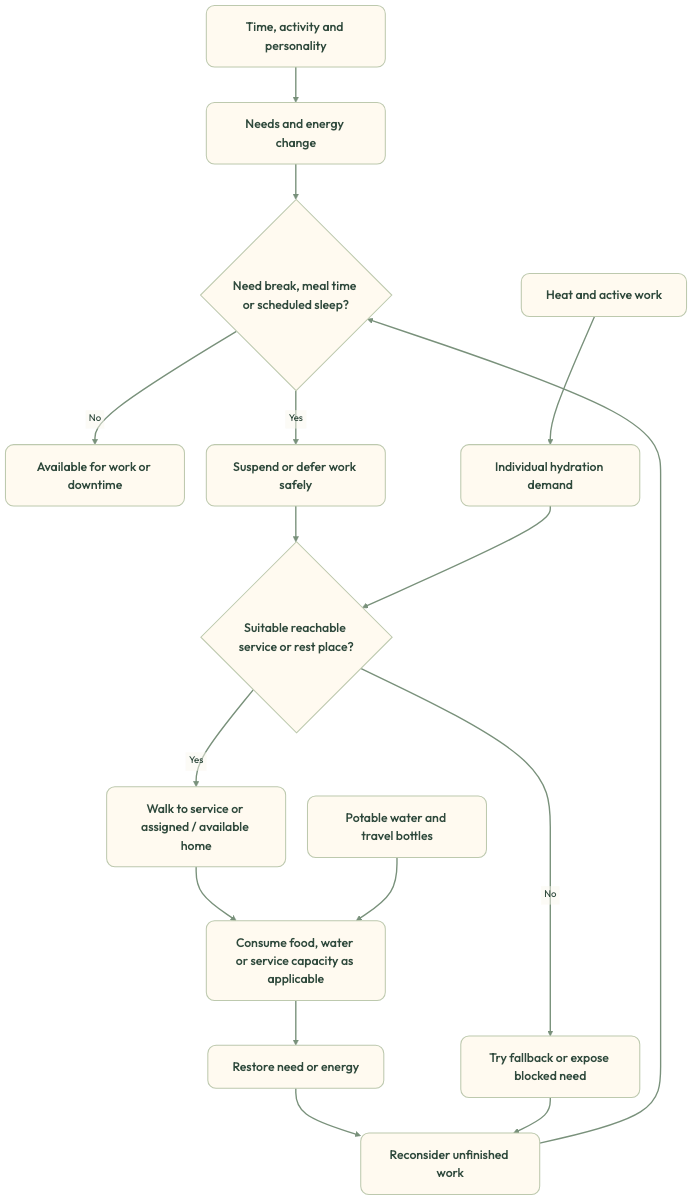 Time, activity and
personality
Needs and energy
change
Need break, meal time
or scheduled sleep?
Heat and active work
No
Yes
Available for work or
downtime
Suspend or defer work
safely
Individual hydration
demand
Suitable reachable
service or rest place?
Yes
Walk to service or
assigned / available
home
Potable water and
travel bottles
No
Consume food, water
or service capacity as
applicable
Restore need or energy
Try fallback or expose
blocked need
Reconsider unfinished
work